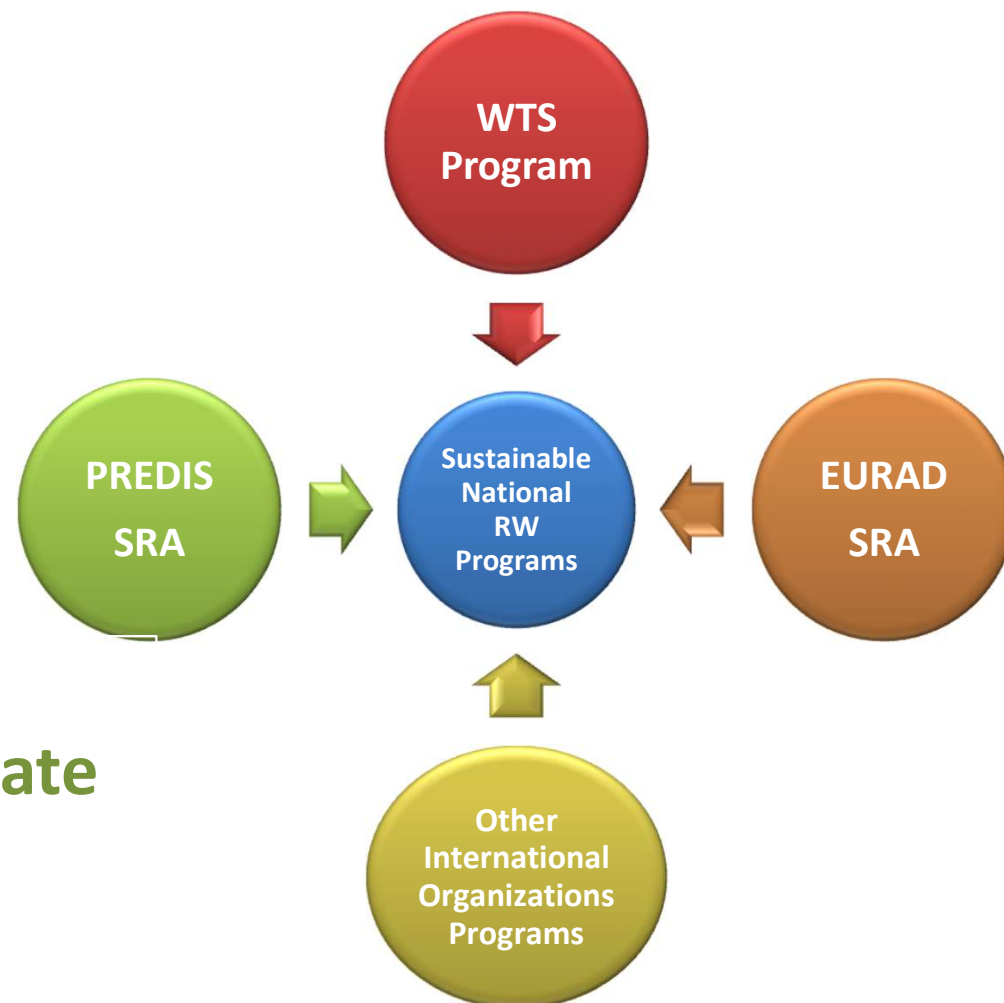 WTS
Program
PREDIS
SRA
Sustainable
National
RW
Programs
EURAD
SRA
ate
Other
International
Organizations
Programs